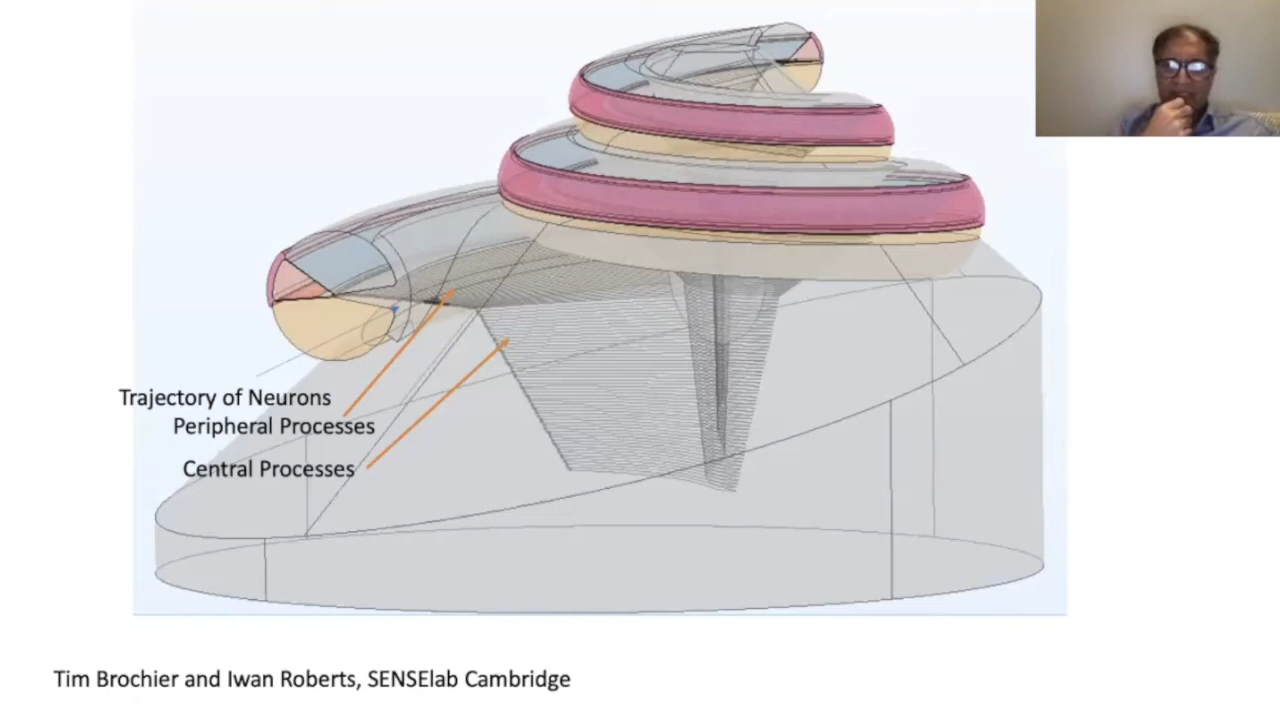 Trajectory of Neurons
Peripheral Processes
Central Processes
Tim Brochier and Iwan Roberts, SENSElab Cambridge